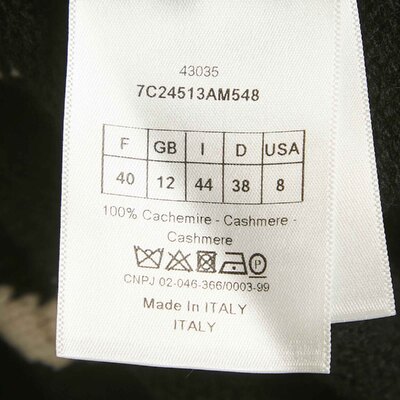 43035
7C24513AM548
F GB I D USA
40 12 44 38 8
100% Cachemire - Cashmere -
Cashmere
P
CNPJ 02-046-366/0003-99
Made In ITALY
ITALY